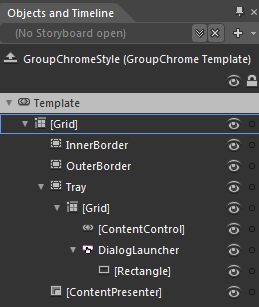 Objects and Timeline
(No Storyboard open)
GroupChromeStyle (GroupChrome Template)
Template
[Grid]
InnerBorder
OuterBorder
Tray
[Grid]
[ContentControl]
DialogLauncher
[Rectangle]
[ContentPresenter]